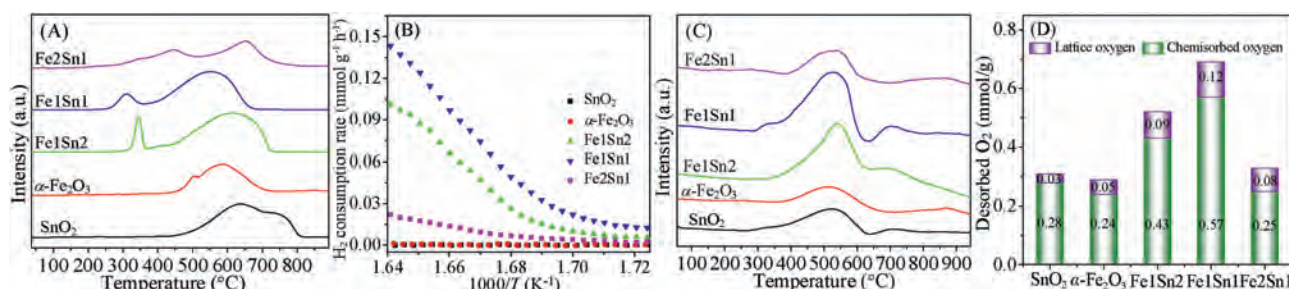 (A)
Intensity (a.u.)
Fe2Sn1
Fe1Sn1
Fe1Sn2
α-Fe₂O₃
SnO₂
100 200 300 400 500 600 700 800
Temperature (°C)
(B)
H₂ consumption rate (mmol g⁻¹ h⁻¹)
0.15
0.12
0.09
0.06
0.03
0.00
SnO₂
α-Fe₂O₃
Fe1Sn2
Fe1Sn1
Fe2Sn1
1.64 1.66 1.68 1.70 1.72
1000/T (K⁻¹)
(C)
Intensity (a.u.)
Fe2Sn1
Fe1Sn1
Fe1Sn2
α-Fe₂O₃
SnO₂
100 200 300 400 500 600 700 800 900
Temperature (°C)
(D)
Lattice oxygen Chemisorbed oxygen
Desorbed O₂ (mmol/g)
0.8
0.6
0.4
0.2
0.0
0.03 0.05 0.09 0.12 0.08
0.28 0.24 0.43 0.57 0.25
SnO₂ α-Fe₂O₃ Fe1Sn2 Fe1Sn1 Fe2Sn1